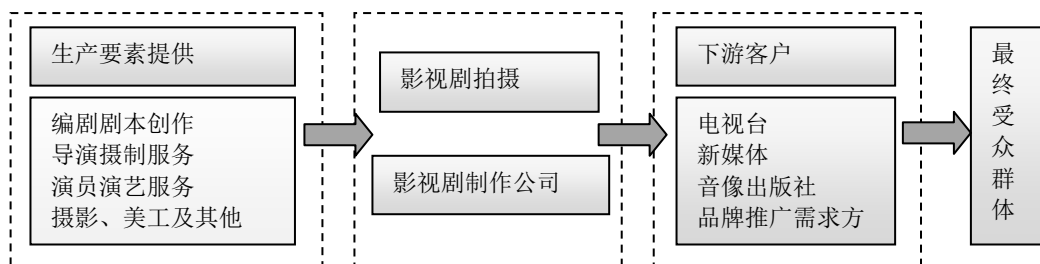 生产要素提供
编剧剧本创作
导演摄制服务
演员演艺服务
摄影、美工及其他
影视剧拍摄
影视剧制作公司
下游客户
电视台
新媒体
音像出版社
品牌推广需求方
最终受众群体